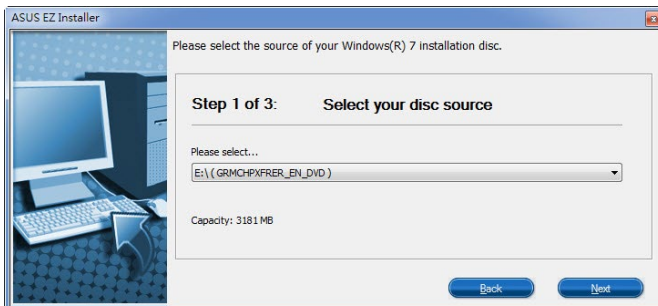 ASUS EZ Installer
Please select the source of your Windows(R) 7 installation disc.
Step 1 of 3: Select your disc source
Please select...
E:\ ( GRMCHPXFRER_EN_DVD )
Capacity: 3181 MB
Back Next